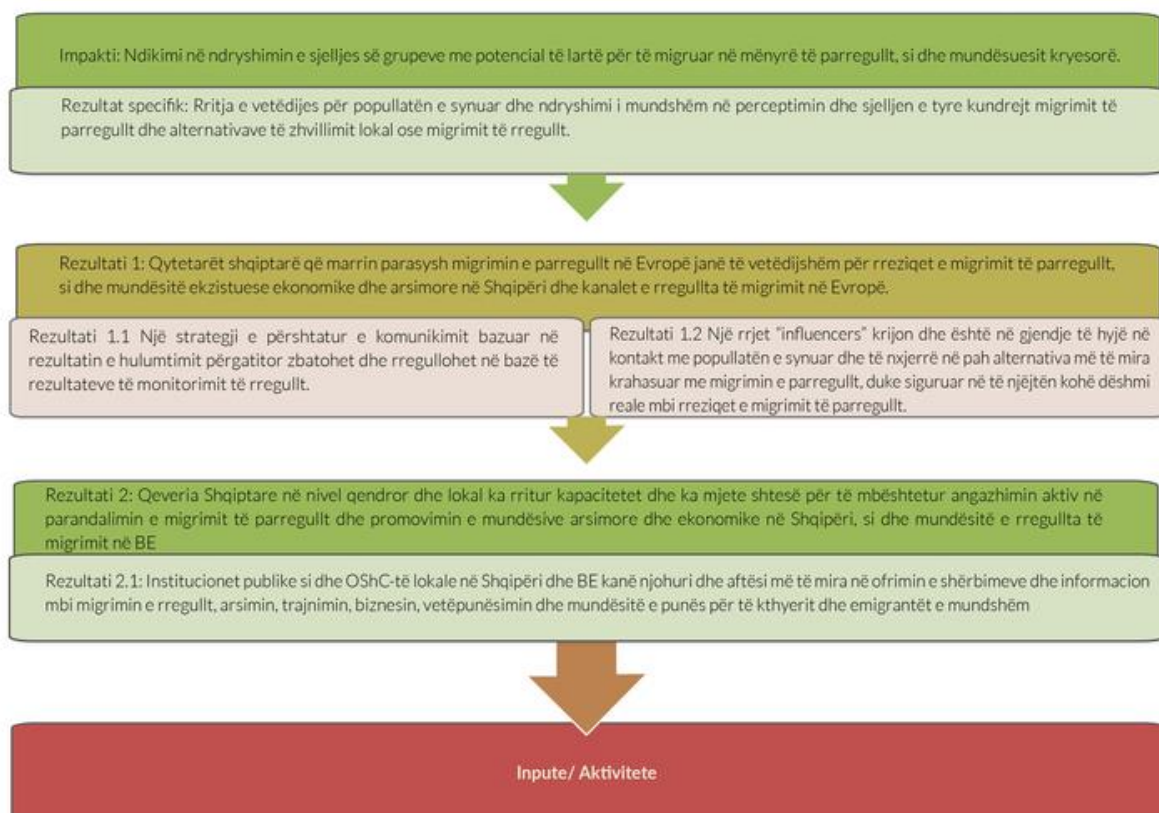 Impakti: Ndikimi në ndryshimin e sjelljes së grupeve me potencial të lartë për të migruar në mënyrë të parregullt, si dhe mundësuesit kryesorë.
Rezultat specifik: Rritja e vetëdijes për popullatën e synuar dhe ndryshimi i mundshëm në perceptimin dhe sjelljen e tyre kundrejt migrimit të
parregullt dhe alternativave të zhvillimit lokal ose migrimit të rregullt.
Rezultati 1: Qytetarët shqiptarë që marrin parasysh migrimin e parregullt në Evropë janë të vetëdijshëm për rreziqet e migrimit të parregullt,
si dhe mundësitë ekzistuese ekonomike dhe arsimore në Shqipëri dhe kanalet e rregullta të migrimit në Evropë.
Rezultati 1.1 Një strategji e përshtatur e komunikimit bazuar në
rezultatin e hulumtimit përgatitor zbatohet dhe rregullohet në bazë të
rezultateve të monitorimit të rregullt.
Rezultati 1.2 Një rrjet "influencers" krijon dhe është në gjendje të hyjë në
kontakt me popullatën e synuar dhe të nxjerrë në pah alternativa më të mira
krahasuar me migrimin e parregullt, duke siguruar në të njëjtën kohë dëshmi
reale mbi rreziqet e migrimit të parregullt.
Rezultati 2: Qeveria Shqiptare në nivel qendror dhe lokal ka rritur kapacitetet dhe ka mjete shtesë për të mbështetur angazhimin aktiv në
parandalimin e migrimit të parregullt dhe promovimin e mundësive arsimore dhe ekonomike në Shqipëri, si dhe mundësitë e rregullta të
migrimit në BE
Rezultati 2.1: Institucionet publike si dhe OShC-të lokale në Shqipëri dhe BE kanë njohuri dhe aftësi më të mira në ofrimin e shërbimeve dhe informacion
mbi migrimin e rregullt, arsimin, trajnimin, biznesin, vetëpunësimin dhe mundësitë e punës për të kthyerit dhe emigrantët e mundshëm
Inpute/ Aktivitete